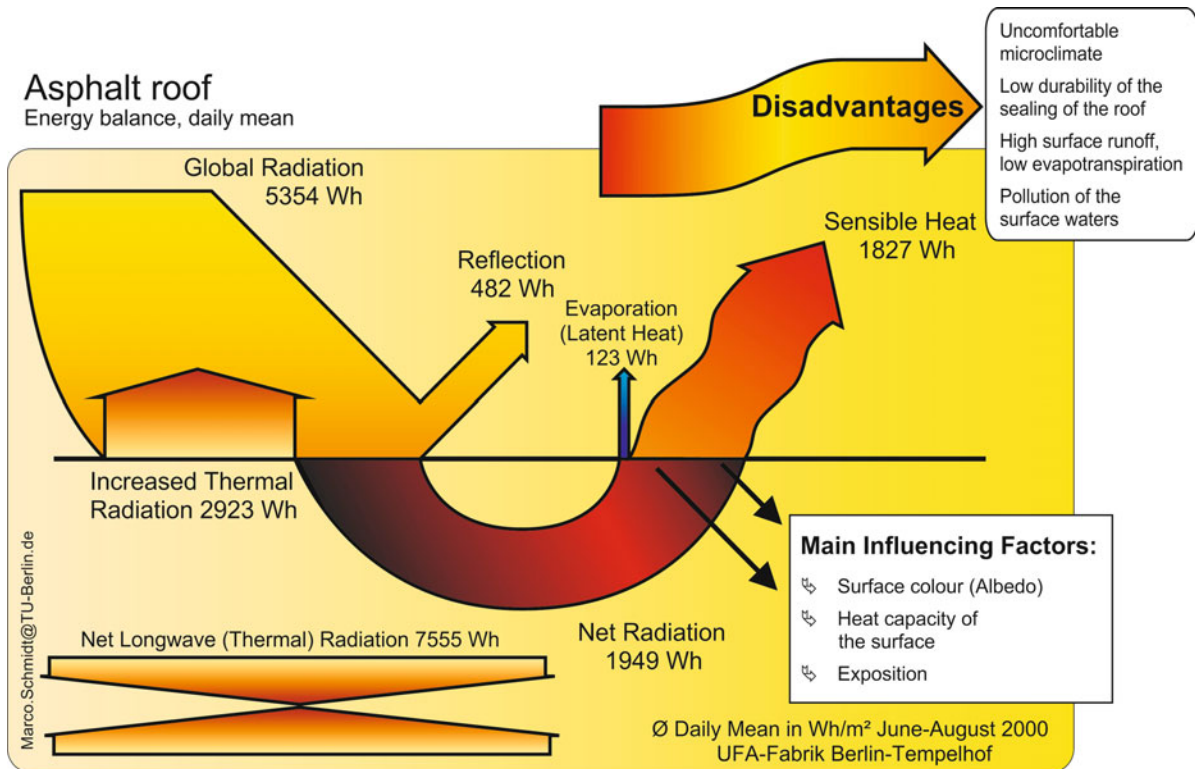 Asphalt roof
Energy balance, daily mean
Disadvantages
Uncomfortable
microclimate
Low durability of the
sealing of the roof
High surface runoff,
low evapotranspiration
Pollution of the
surface waters
Global Radiation
5354 Wh
Reflection
482 Wh
Evaporation
(Latent Heat)
123 Wh
Sensible Heat
1827 Wh
Increased Thermal
Radiation 2923 Wh
Main Influencing Factors:
Surface colour (Albedo)
Heat capacity of
the surface
Exposition
Net Radiation
1949 Wh
Net Longwave (Thermal) Radiation 7555 Wh
Ø Daily Mean in Wh/m² June-August 2000
UFA-Fabrik Berlin-Tempelhof
Marco.Schmidt@TU-Berlin.de